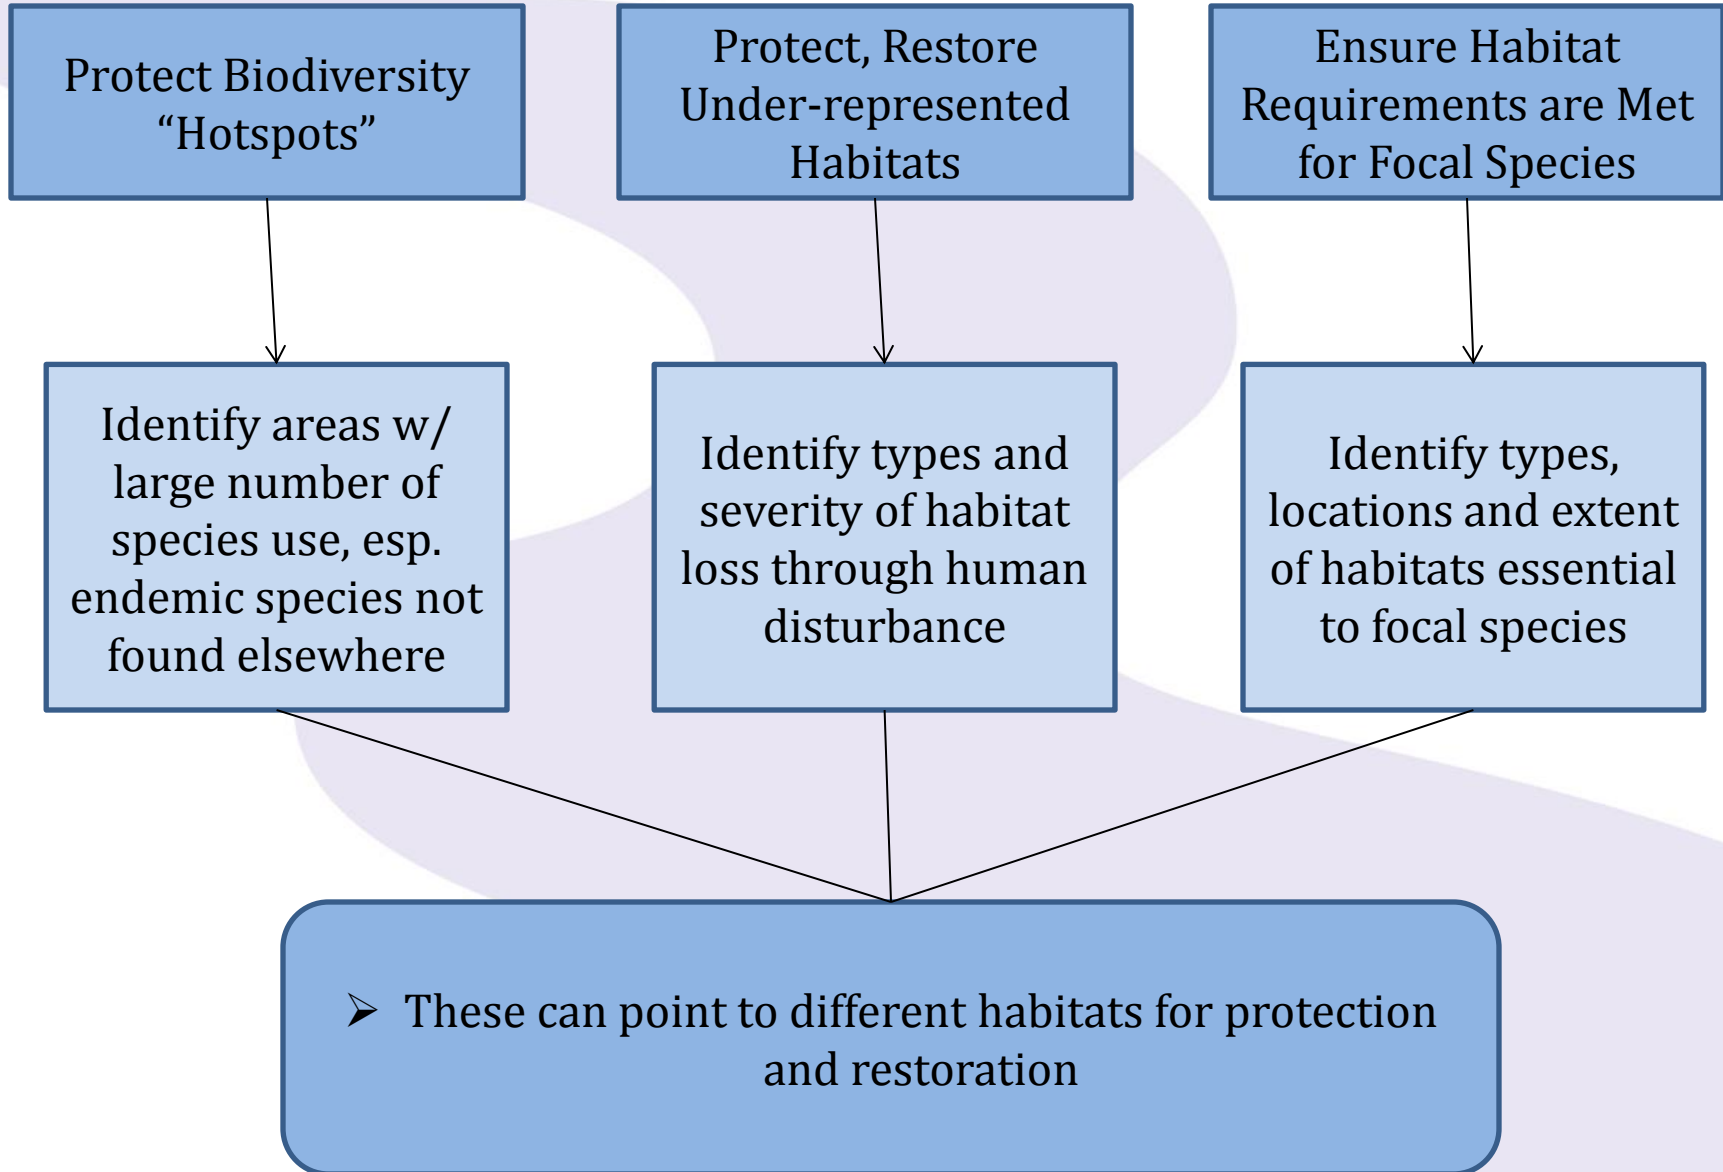 Protect Biodiversity
“Hotspots”
Protect, Restore
Under-represented
Habitats
Ensure Habitat
Requirements are Met
for Focal Species
Identify areas w/
large number of
species use, esp.
endemic species not
found elsewhere
Identify types and
severity of habitat
loss through human
disturbance
Identify types,
locations and extent
of habitats essential
to focal species
➢ These can point to different habitats for protection
and restoration